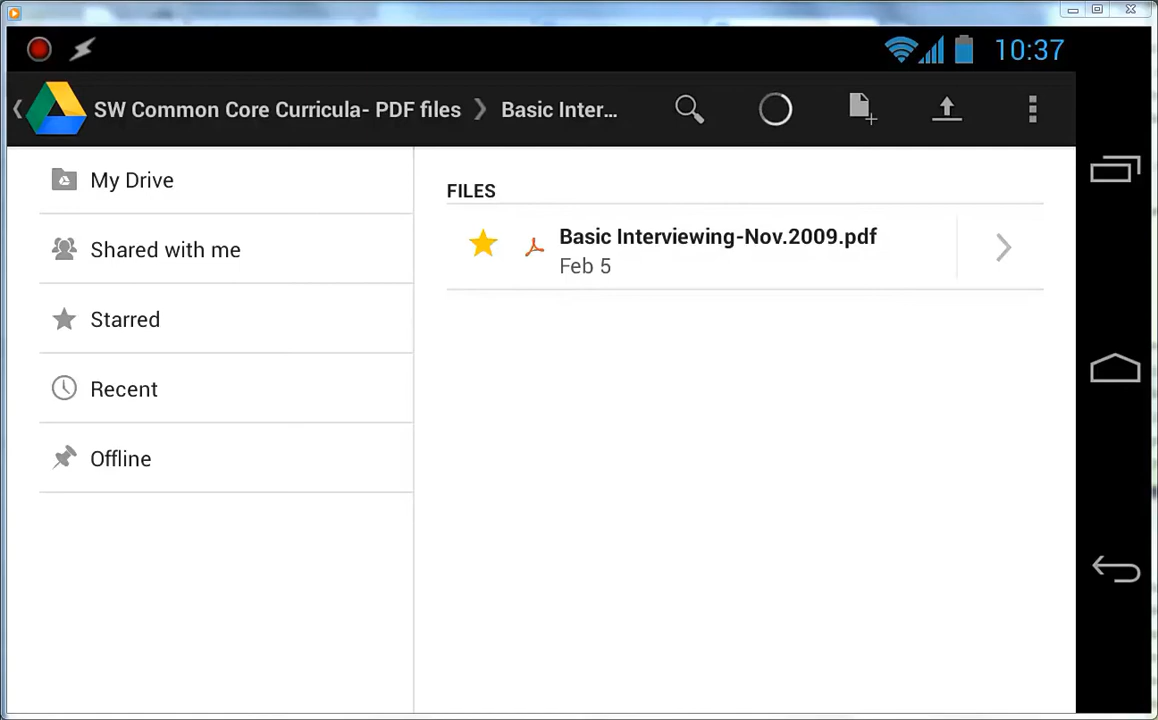 10:37
SW Common Core Curricula- PDF files
Basic Inter...
My Drive
Shared with me
Starred
Recent
Offline
FILES
Basic Interviewing-Nov.2009.pdf
Feb 5